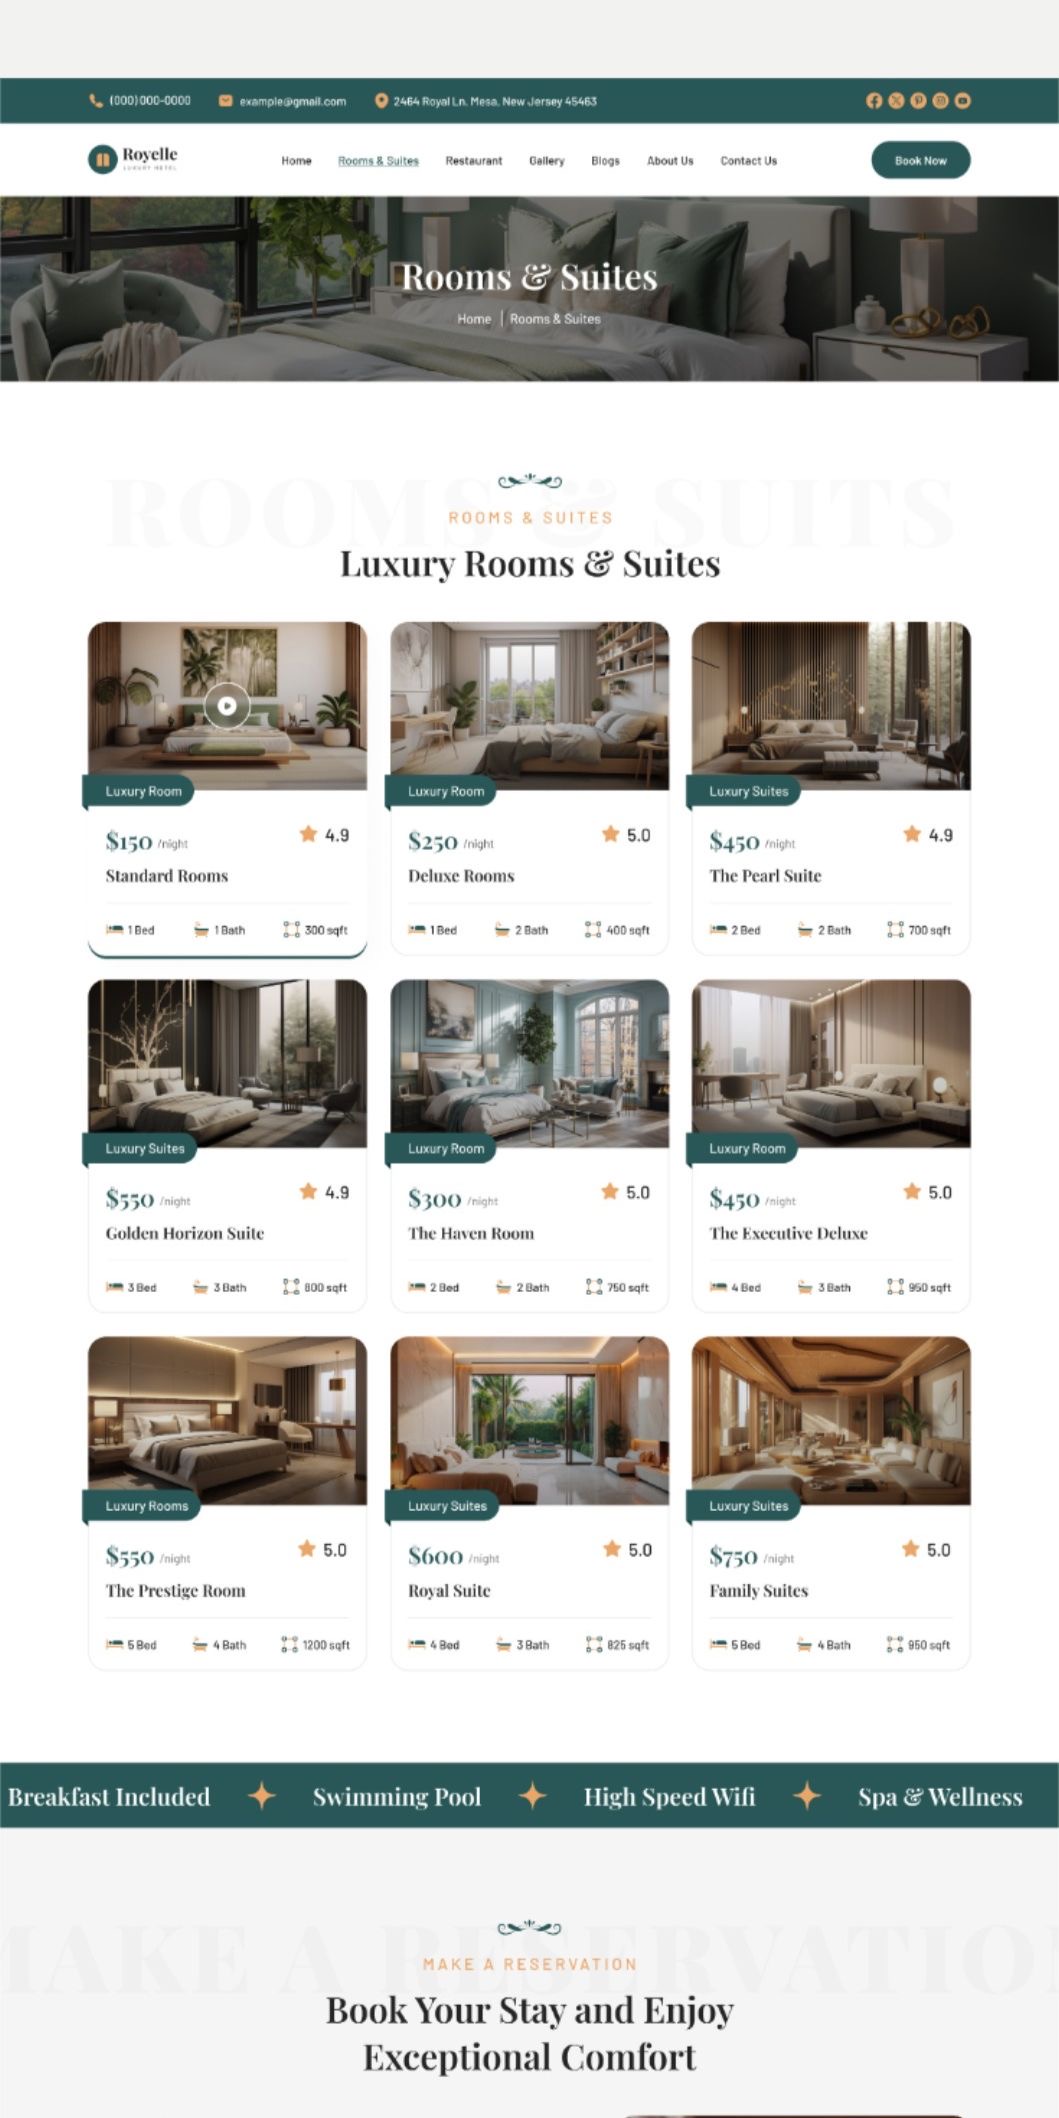 (000) 000-0000 example@gmail.com 2464 Royal Ln. Mesa, New Jersey 45463
Royelle
LUXURY HOTEL
Home Rooms & Suites Restaurant Gallery Blogs About Us Contact Us Book Now
Rooms & Suites
Home | Rooms & Suites
ROOMS & SUITS
ROOMS & SUITES
Luxury Rooms & Suites
Luxury Room Luxury Room Luxury Suites
$150 /night 4.9 $250 /night 5.0 $450 /night 4.9
Standard Rooms Deluxe Rooms The Pearl Suite
1 Bed 1 Bath 300 sqft 1 Bed 2 Bath 400 sqft 2 Bed 2 Bath 700 sqft
Luxury Suites Luxury Room Luxury Room
$550 /night 4.9 $300 /night 5.0 $450 /night 5.0
Golden Horizon Suite The Haven Room The Executive Deluxe
3 Bed 3 Bath 800 sqft 2 Bed 2 Bath 750 sqft 4 Bed 3 Bath 950 sqft
Luxury Rooms Luxury Suites Luxury Suites
$550 /night 5.0 $600 /night 5.0 $750 /night 5.0
The Prestige Room Royal Suite Family Suites
5 Bed 4 Bath 1200 sqft 4 Bed 3 Bath 825 sqft 5 Bed 4 Bath 950 sqft
Breakfast Included Swimming Pool High Speed Wifi Spa & Wellness
MAKE A RESERVATION
MAKE A RESERVATION
Book Your Stay and Enjoy
Exceptional Comfort